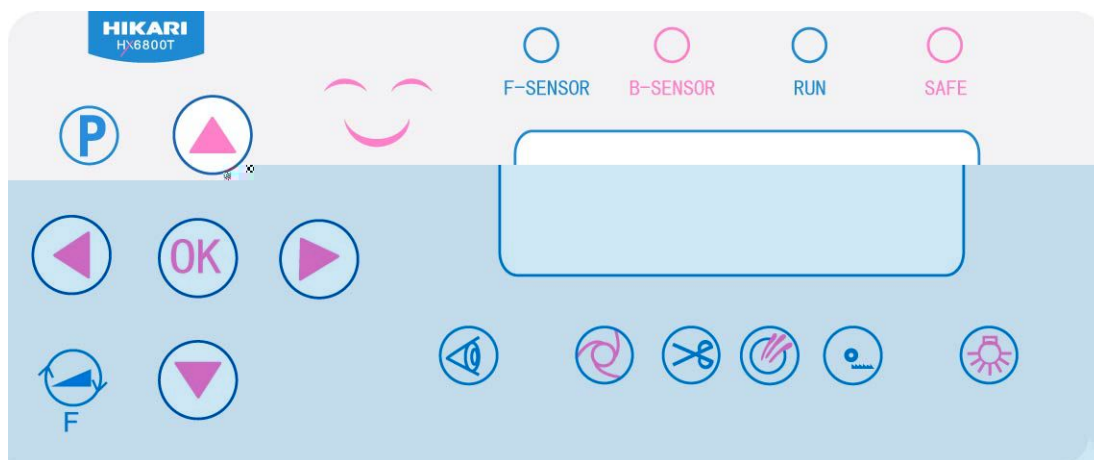 HIKARI
HX6800T
F-SENSOR B-SENSOR RUN SAFE
P
OK
F